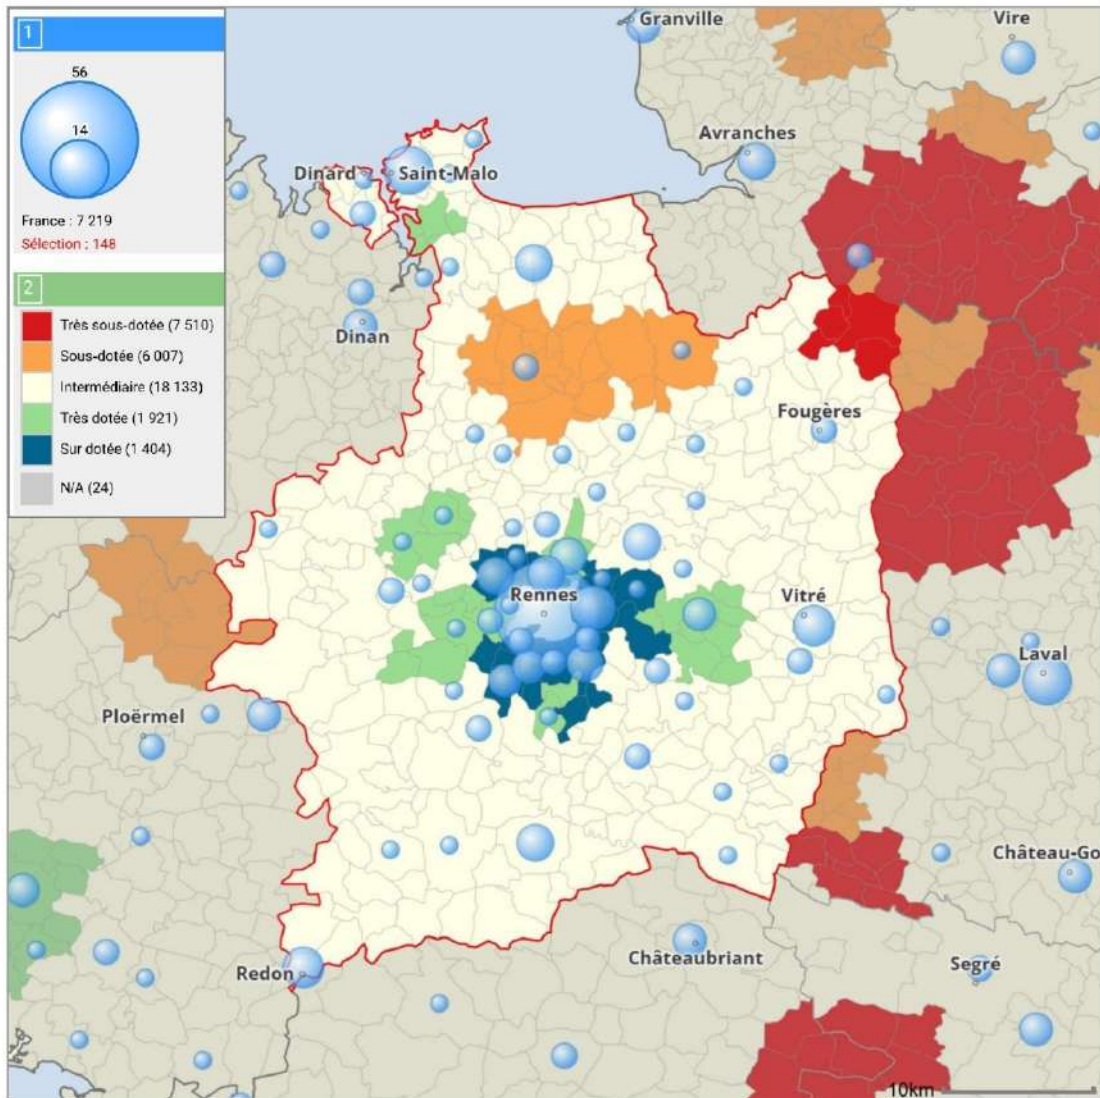 1
56
14
France : 7 219
Sélection : 148
2
Très sous-dotée (7 510)
Sous-dotée (6 007)
Intermédiaire (18 133)
Très dotée (1 921)
Sur dotée (1 404)
N/A (24)
Granville
Vire
Avranches
Dinard
Saint-Malo
Dinan
Fougères
Rennes
Vitré
Laval
Ploërmel
Château-Go
Redon
Châteaubriant
Segré
10km